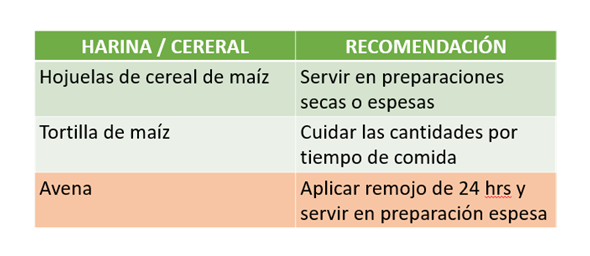 HARINA / CERERAL
RECOMENDACIÓN
Hojuelas de cereal de maíz
Servir en preparaciones
secas o espesas
Tortilla de maíz
Cuidar las cantidades por
tiempo de comida
Avena
Aplicar remojo de 24 hrs y
servir en preparación espesa